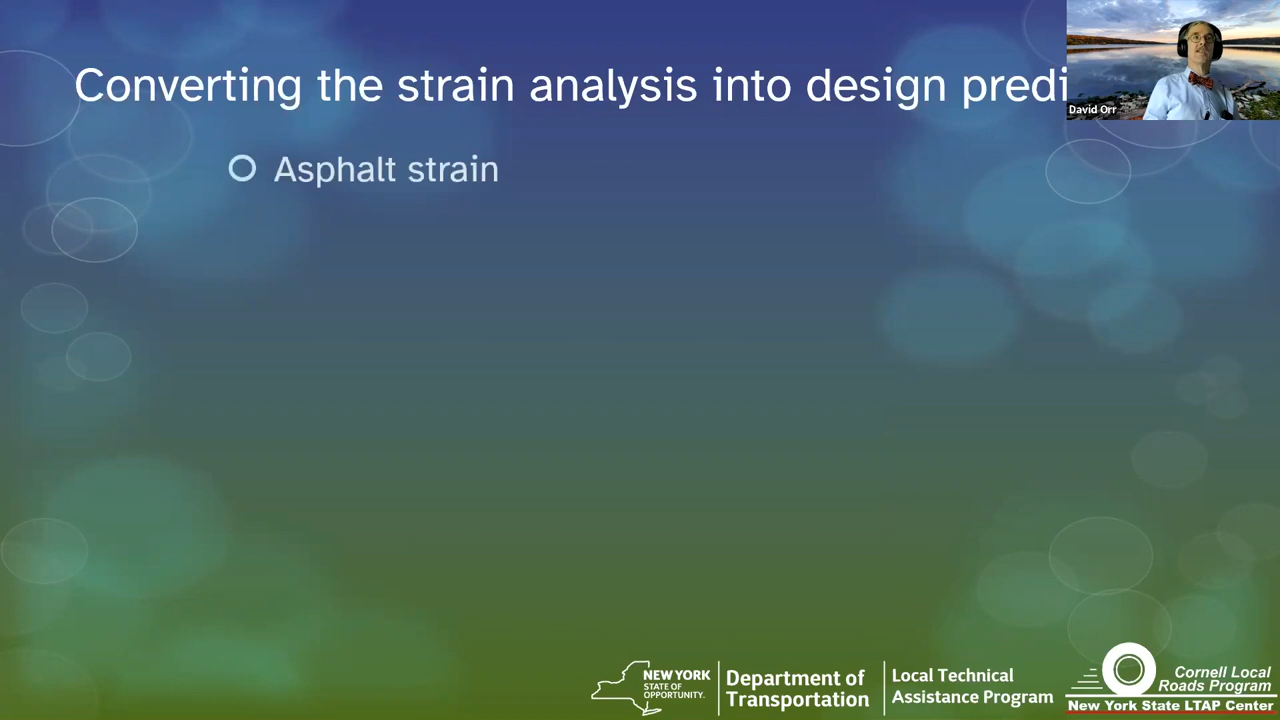 Converting the strain analysis into design predi
David Orr
Asphalt strain
NEW YORK
STATE OF
OPPORTUNITY.
Department of
Transportation
Local Technical
Assistance Program
Cornell Local
Roads Program
New York State LTAP Center